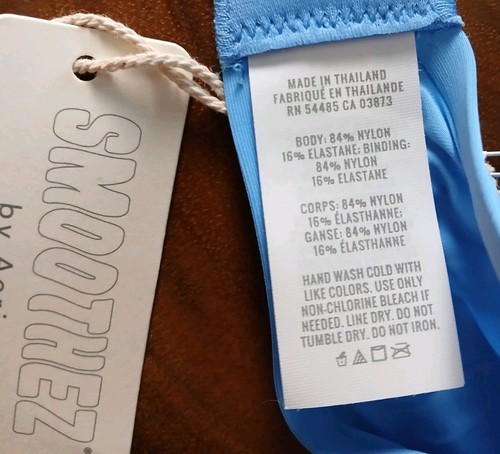 SMOOTHEZ®
by Aeri
MADE IN THAILAND
FABRIQUÉ EN THAÏLANDE
RN 54485 CA 03873
BODY: 84% NYLON
16% ELASTANE; BINDING:
84% NYLON
16% ELASTANE
CORPS: 84% NYLON
16% ÉLASTHANNE;
GANSE: 84% NYLON
16% ÉLASTHANNE
HAND WASH COLD WITH
LIKE COLORS. USE ONLY
NON-CHLORINE BLEACH IF
NEEDED. LINE DRY. DO NOT
TUMBLE DRY. DO NOT IRON.